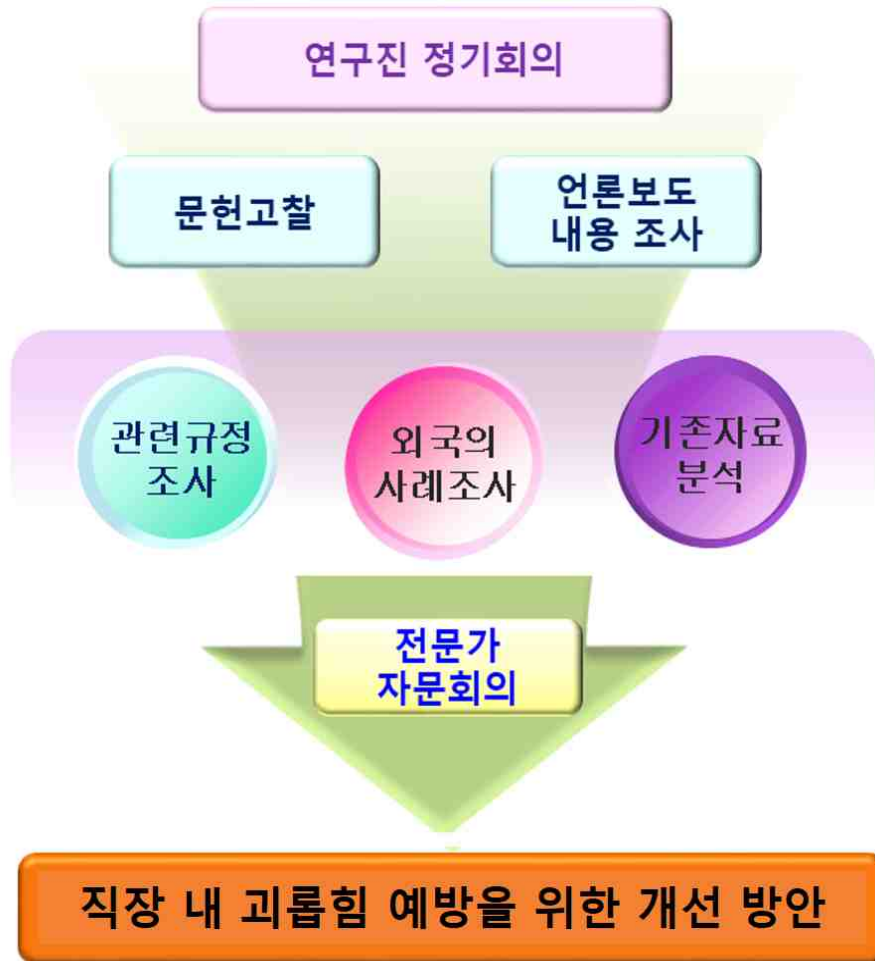 연구진 정기회의
문헌고찰
언론보도
내용 조사
관련규정
조사
외국의
사례조사
기존자료
분석
전문가
자문회의
직장 내 괴롭힘 예방을 위한 개선 방안